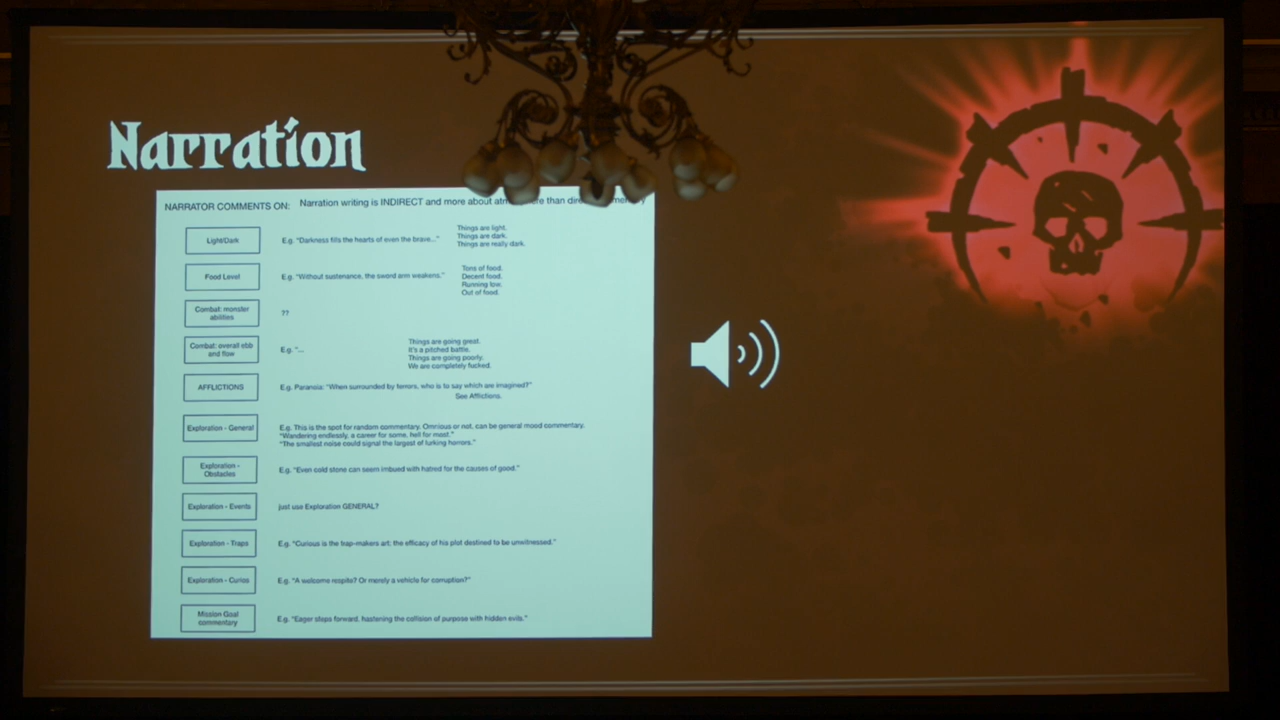 Narration
NARRATOR COMMENTS ON: Narration writing is INDIRECT and more about than
Light/Dark
E.g. "Darkness fills the hearts of even the brave..."
Things are light.
Things are dark.
Things are really dark.
Food Level
E.g. "Without sustenance, the sword arm weakens."
Tons of food.
Decent food.
Running low.
Out of food.
Combat: monster
abilities
??
Combat: overall ebb
and flow
E.g. "...
Things are going great.
It's a pitched battle.
Things are going poorly.
We are completely fucked.
AFFLICTIONS
E.g. Paranoia: "When surrounded by terrors, who is to say which are imagined?"
See Afflictions.
Exploration - General
E.g. This is the spot for random commentary. Omnious or not, can be general mood commentary.
"Wandering endlessly, a career for some, hell for most."
"The smallest noise could signal the largest of lurking horrors."
Exploration -
Obstacles
E.g. "Even cold stone can seem imbued with hatred for the causes of good."
Exploration - Events
just use Exploration GENERAL?
Exploration - Traps
E.g. "Curious is the trap-makers art: the efficacy of his plot destined to be unwitnessed."
Exploration - Curios
E.g. "A welcome respite? Or merely a vehicle for corruption?"
Mission Goal
commentary
E.g. "Eager steps forward, hastening the collision of purpose with hidden evils."